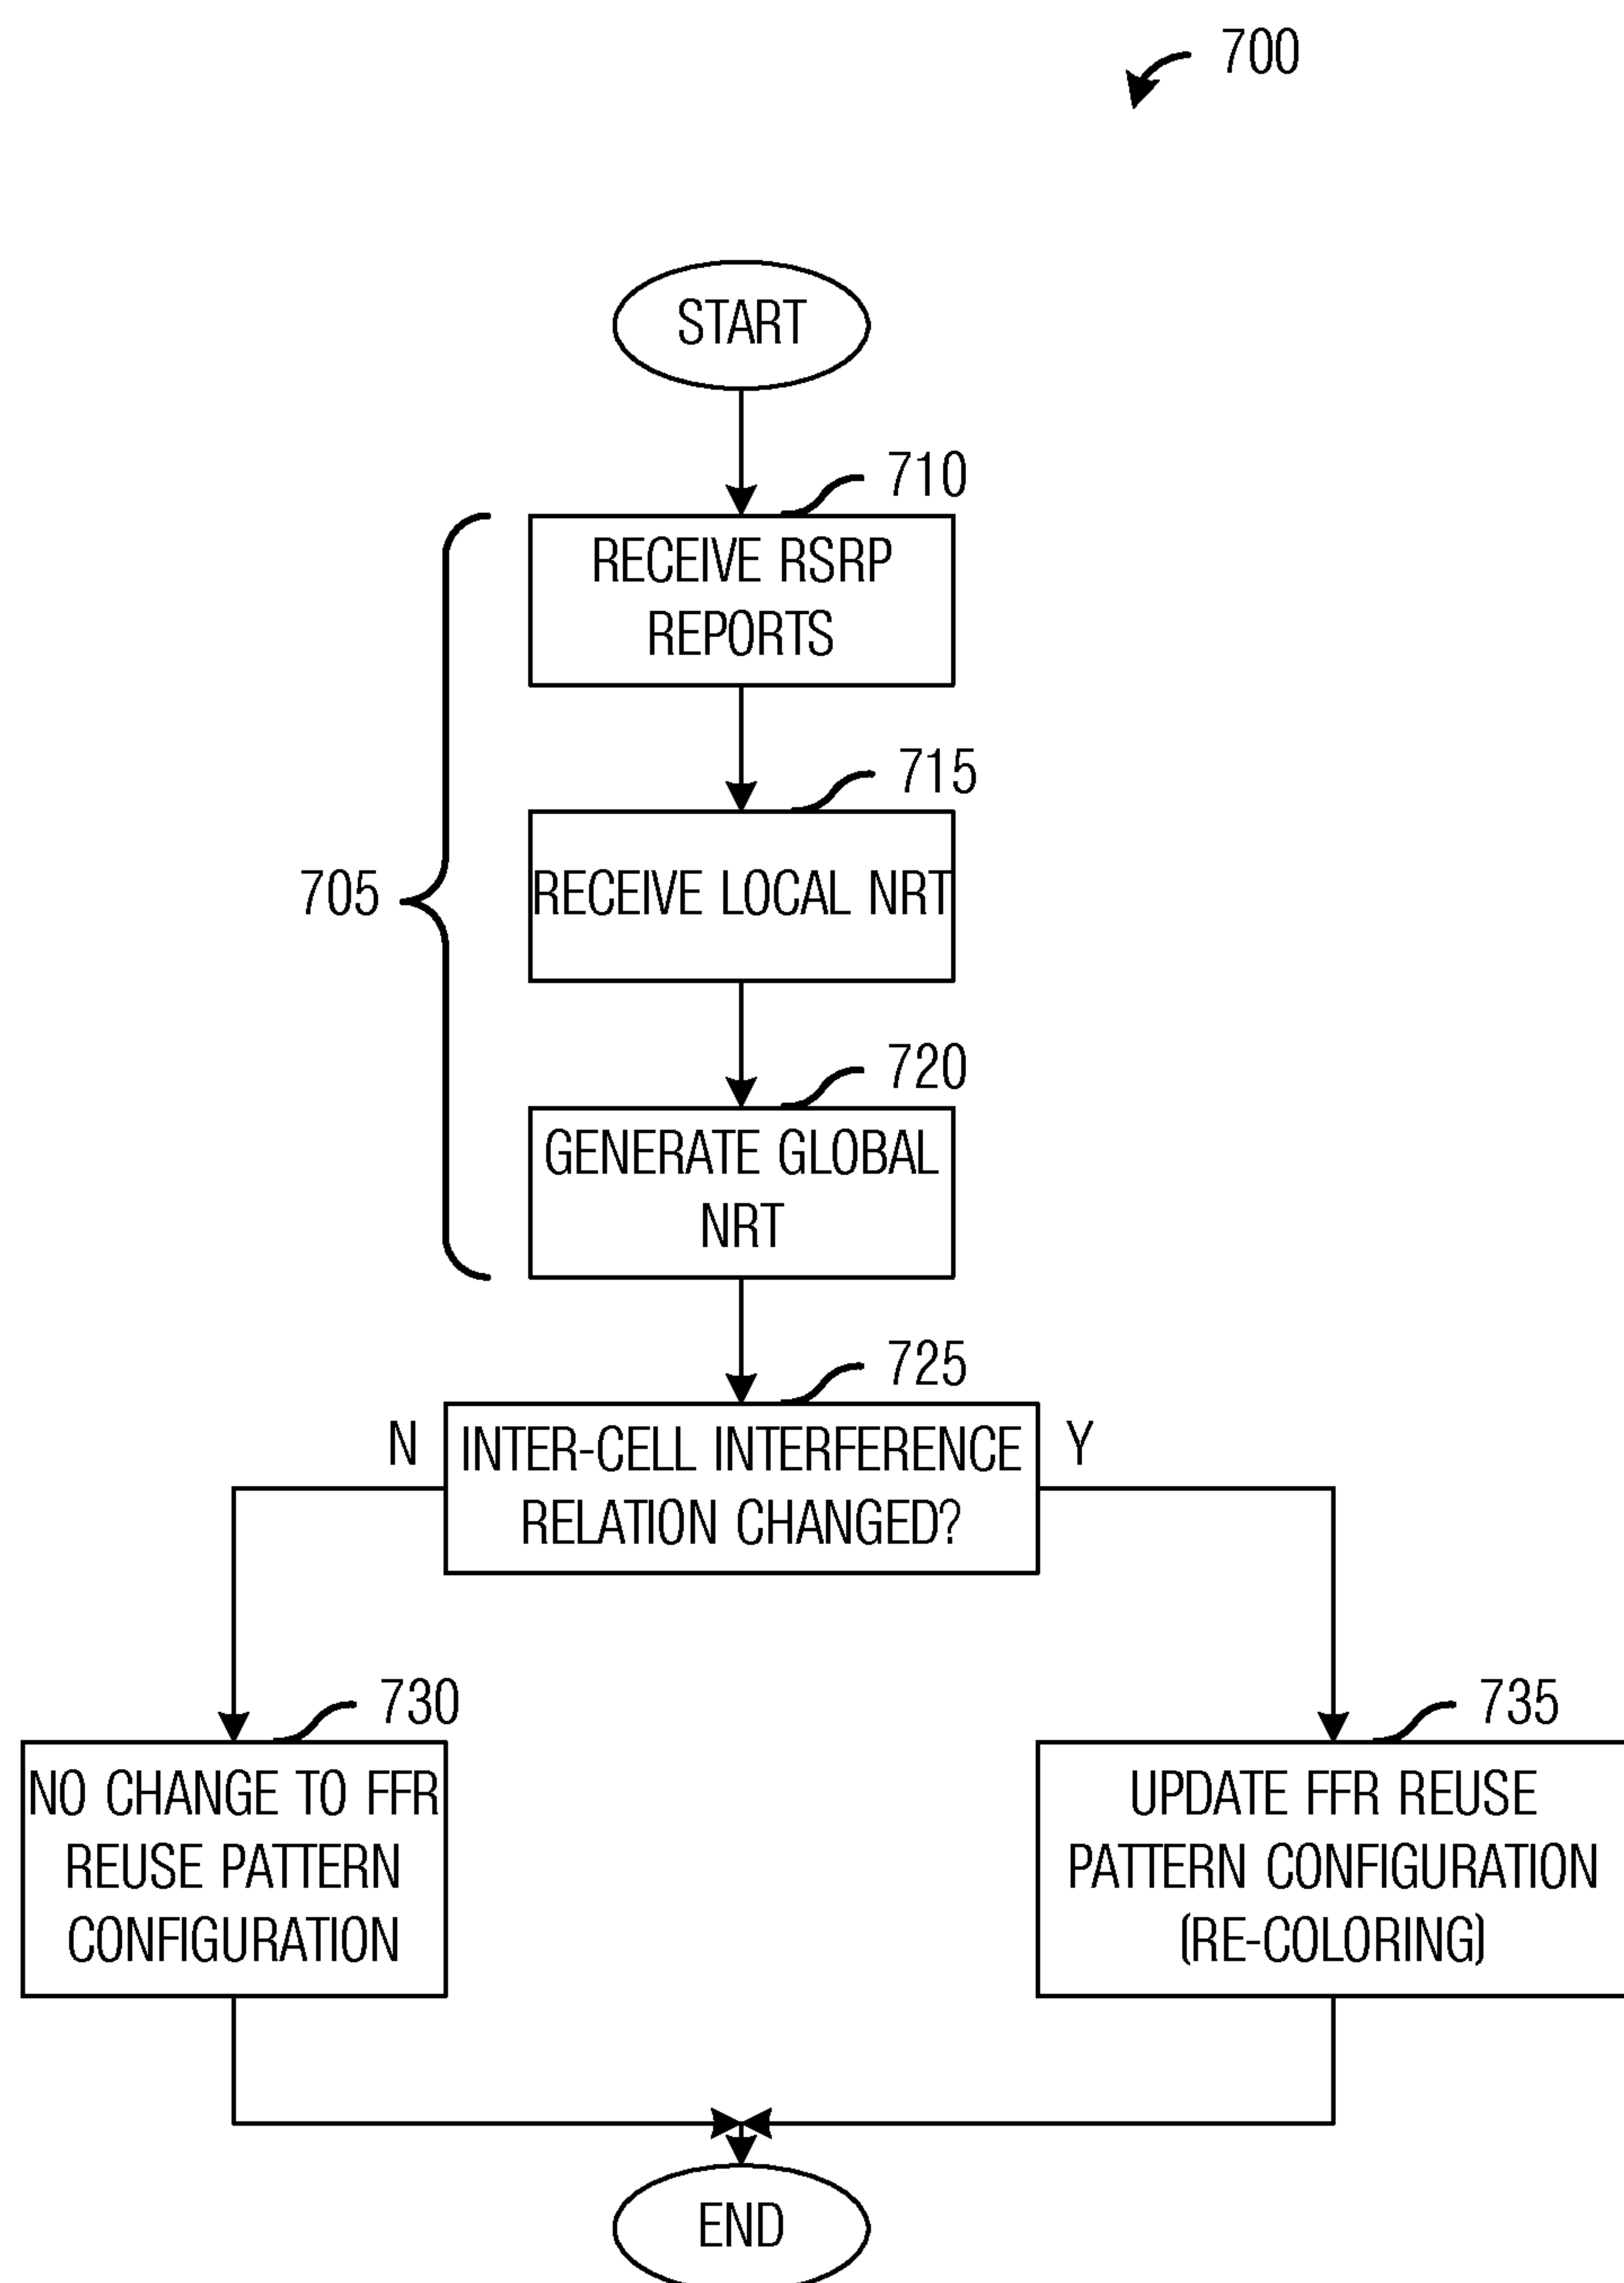 700
START
710
RECEIVE RSRP
REPORTS
715
705
RECEIVE LOCAL NRT
720
GENERATE GLOBAL
NRT
725
N
Y
INTER-CELL INTERFERENCE
RELATION CHANGED?
730
NO CHANGE TO FFR
REUSE PATTERN
CONFIGURATION
735
UPDATE FFR REUSE
PATTERN CONFIGURATION
(RE-COLORING)
END